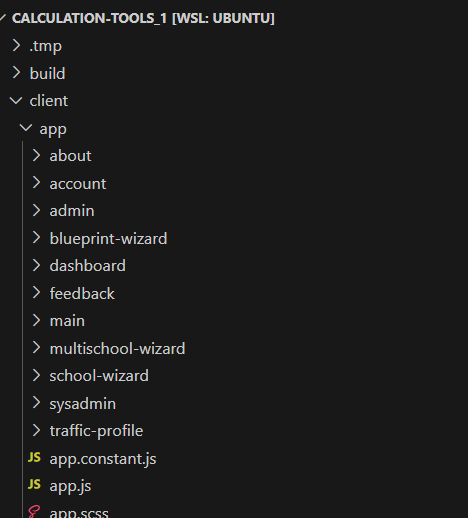 CALCULATION-TOOLS_1 [WSL: UBUNTU]
.tmp
build
client
app
about
account
admin
blueprint-wizard
dashboard
feedback
main
multischool-wizard
school-wizard
sysadmin
traffic-profile
JS app.constant.js
JS app.js
app.scss